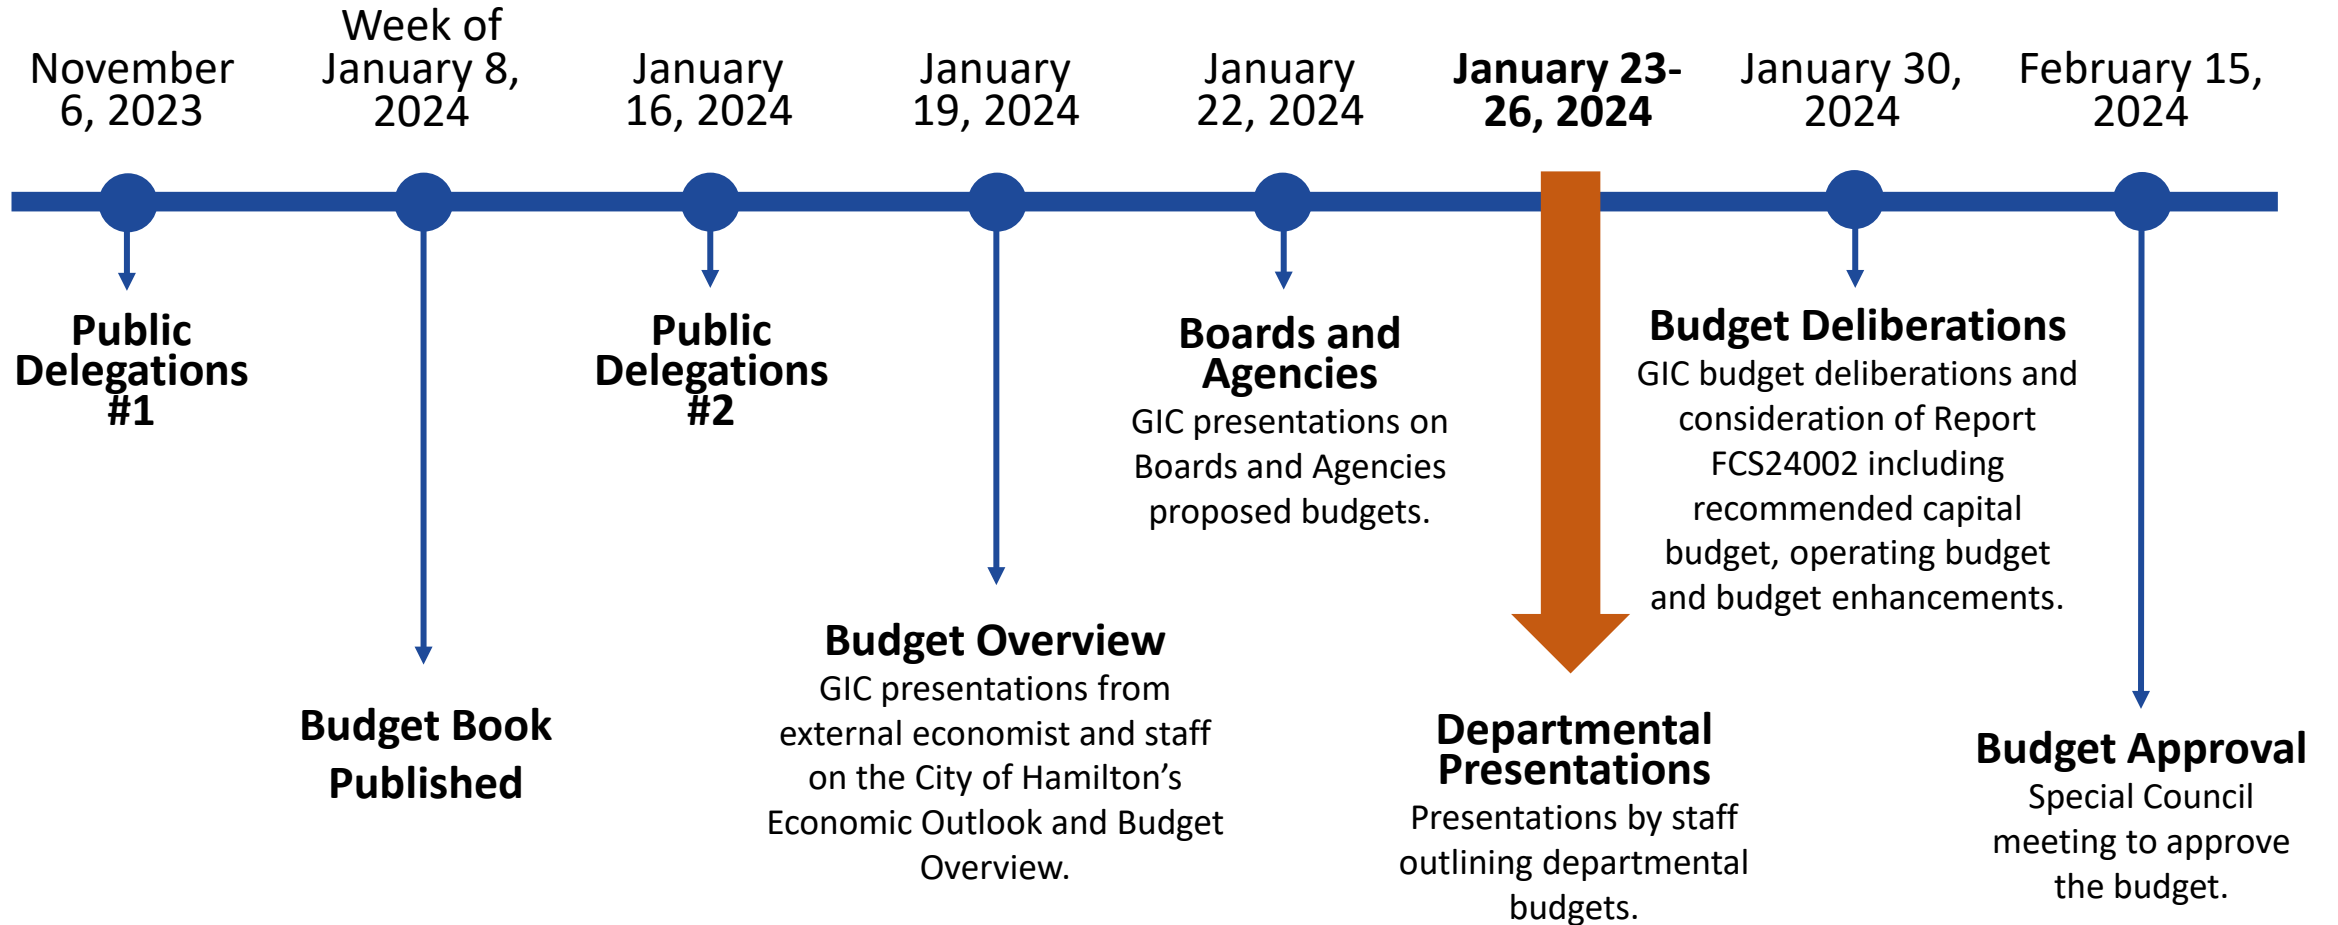 November
6, 2023
Week of
January 8,
2024
January
16, 2024
January
19, 2024
January
22, 2024
January 23-
26, 2024
January 30,
2024
February 15,
2024
Public
Delegations
#1
Budget Book
Published
Public
Delegations
#2
Budget Overview
GIC presentations from
external economist and staff
on the City of Hamilton’s
Economic Outlook and Budget
Overview.
Boards and
Agencies
GIC presentations on
Boards and Agencies
proposed budgets.
Departmental
Presentations
Presentations by staff
outlining departmental
budgets.
Budget Deliberations
GIC budget deliberations and
consideration of Report
FCS24002 including
recommended capital
budget, operating budget
and budget enhancements.
Budget Approval
Special Council
meeting to approve
the budget.